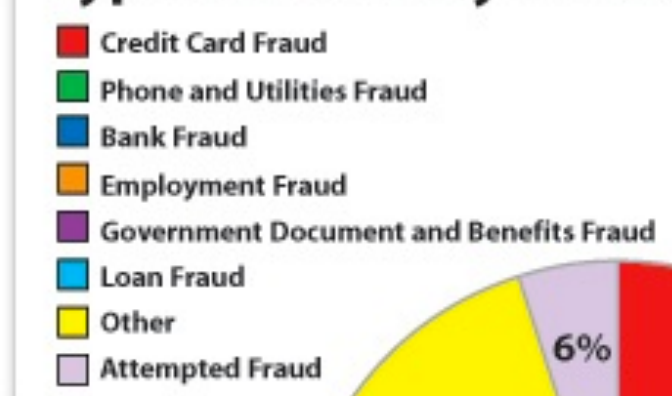 Credit Card Fraud
Phone and Utilities Fraud
Bank Fraud
Employment Fraud
Government Document and Benefits Fraud
Loan Fraud
Other
Attempted Fraud
6%